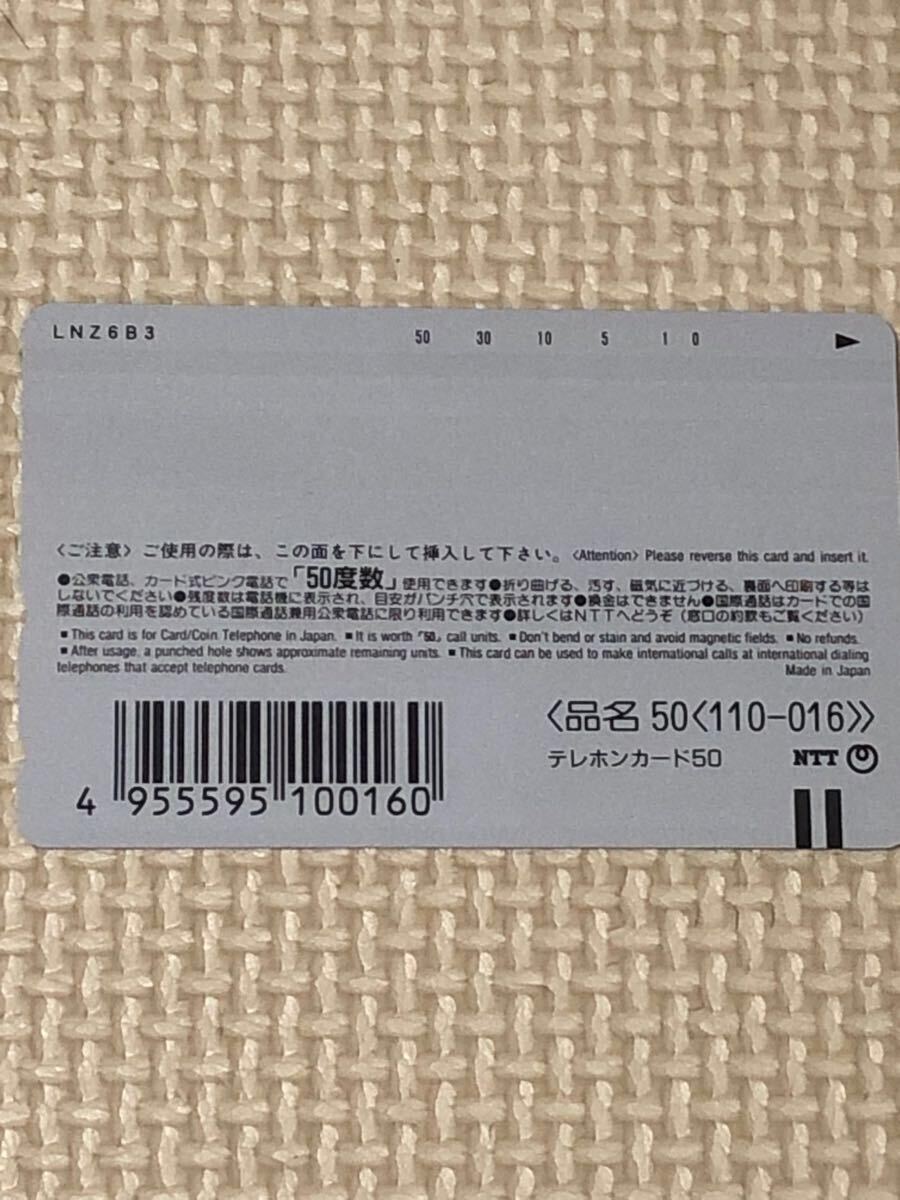 LNZ6B3 50 30 10 5 1 0
〈ご注意〉ご使用の際は、この面を下にして挿入して下さい。〈Attention〉Please reverse this card and insert it.
●公衆電話、カード式ピンク電話で「50度数」使用できます●折り曲げる、汚す、磁気に近づける、裏面へ印刷する等は
しないでください●残度数は電話機に表示され、目安がパンチ穴で表示されます●換金はできません●国際通話はカードでの国
際通話の利用を認めている国際通話兼用公衆電話に限り利用できます●詳しくはNTTへどうぞ（窓口の約款もご覧ください）
■This card is for Card/Coin Telephone in Japan. ■It is worth「50」call units. ■Don't bend or stain and avoid magnetic fields. ■No refunds.
■After usage, a punched hole shows approximate remaining units. ■This card can be used to make international calls at international dialing
telephones that accept telephone cards. Made in Japan
〈品名 50〈110-016〉〉
テレホンカード50 NTT
4 955595 100160